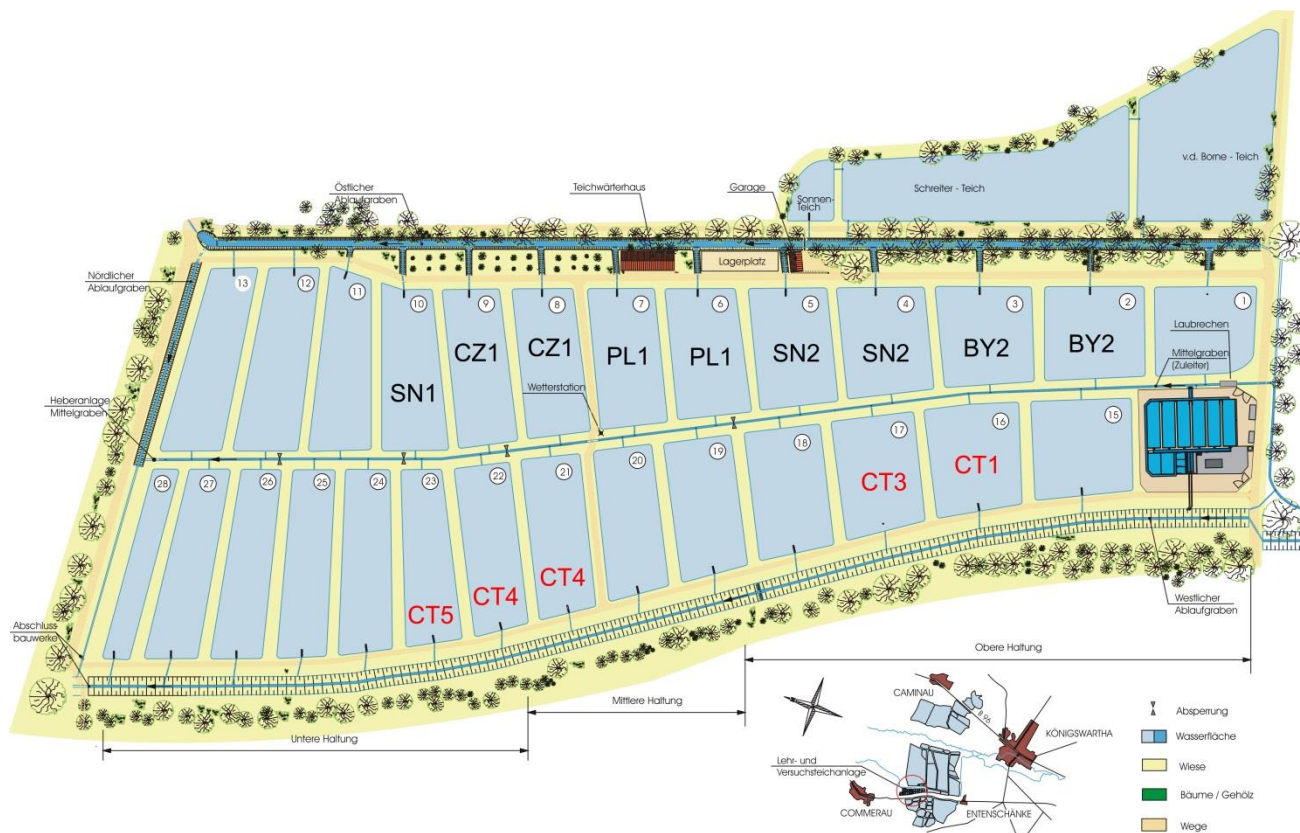 v.d. Borne - Teich
Schreiter - Teich
Sonnen-
Teich
Östlicher
Ablaufgraben
Teichwärterhaus
Garage
Lagerplatz
Nördlicher
Ablaufgraben
13
12
11
10
9
8
7
6
5
4
3
2
1
Laubrechen
Mittelgraben
(Zuleiter)
SN1
CZ1
CZ1
PL1
PL1
SN2
SN2
BY2
BY2
Wetterstation
Heberanlage
Mittelgraben
28
27
26
25
24
23
22
21
20
19
18
17
16
15
CT5
CT4
CT4
CT3
CT1
Westlicher
Ablaufgraben
Abschluss
bauwerke
Obere Haltung
Mittlere Haltung
Untere Haltung
CAMINAU
B 96
KÖNIGSWARTHA
Lehr- und
Versuchsteichanlage
COMMERAU
ENTENSCHÄNKE
Absperrung
Wasserfläche
Wiese
Bäume / Gehölz
Wege